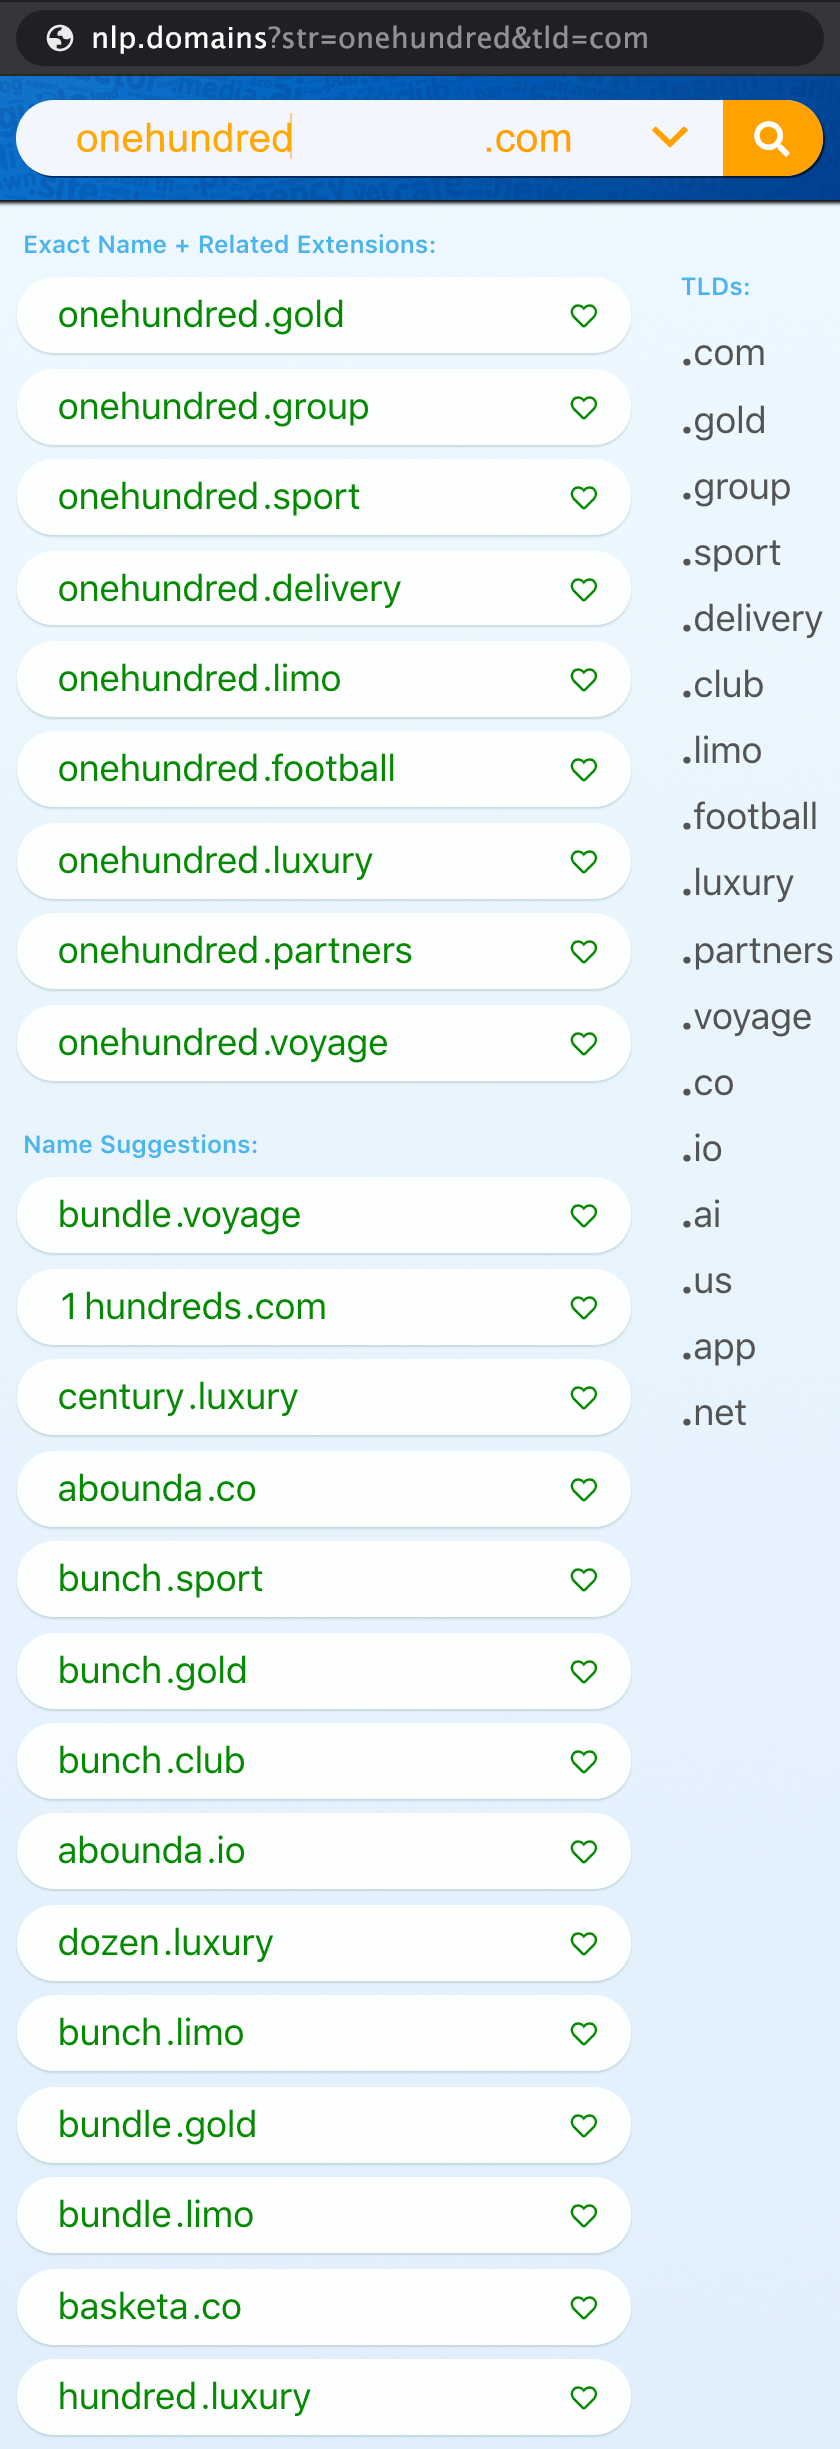 nlp.domains?str=onehundred&tld=com
onehundred .com
Exact Name + Related Extensions:
onehundred.gold
onehundred.group
onehundred.sport
onehundred.delivery
onehundred.limo
onehundred.football
onehundred.luxury
onehundred.partners
onehundred.voyage
Name Suggestions:
bundle.voyage
1hundreds.com
century.luxury
abounda.co
bunch.sport
bunch.gold
bunch.club
abounda.io
dozen.luxury
bunch.limo
bundle.gold
bundle.limo
basketa.co
hundred.luxury
TLDs:
.com
.gold
.group
.sport
.delivery
.club
.limo
.football
.luxury
.partners
.voyage
.co
.io
.ai
.us
.app
.net